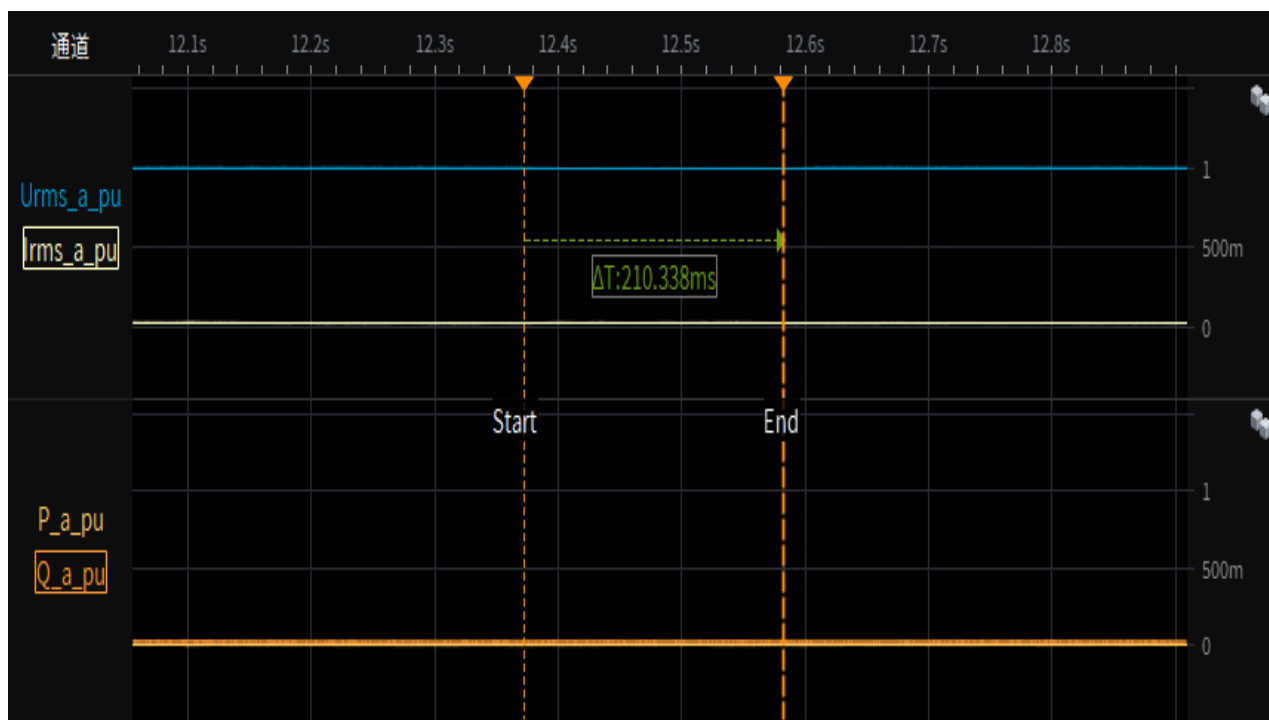 通道 12.1s 12.2s 12.3s 12.4s 12.5s 12.6s 12.7s 12.8s
1
Urms_a_pu
Irms_a_pu
500m
ΔT:210.338ms
0
Start End
1
P_a_pu
500m
Q_a_pu
0